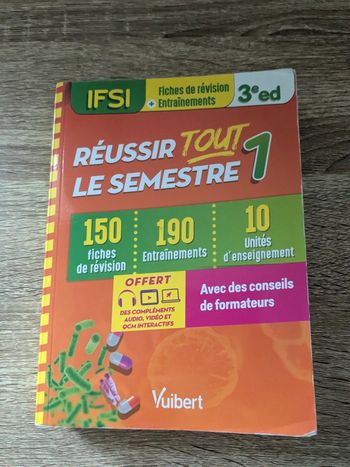 IFSI
Fiches de révision
+ Entraînements
3e ed
RÉUSSIR TOUT
LE SEMESTRE 1
150
fiches
de révision
190
Entraînements
10
Unités
d'enseignement
OFFERT
DES COMPLÉMENTS
AUDIO, VIDÉO ET
QCM INTERACTIFS
Avec des conseils
de formateurs
Vuibert